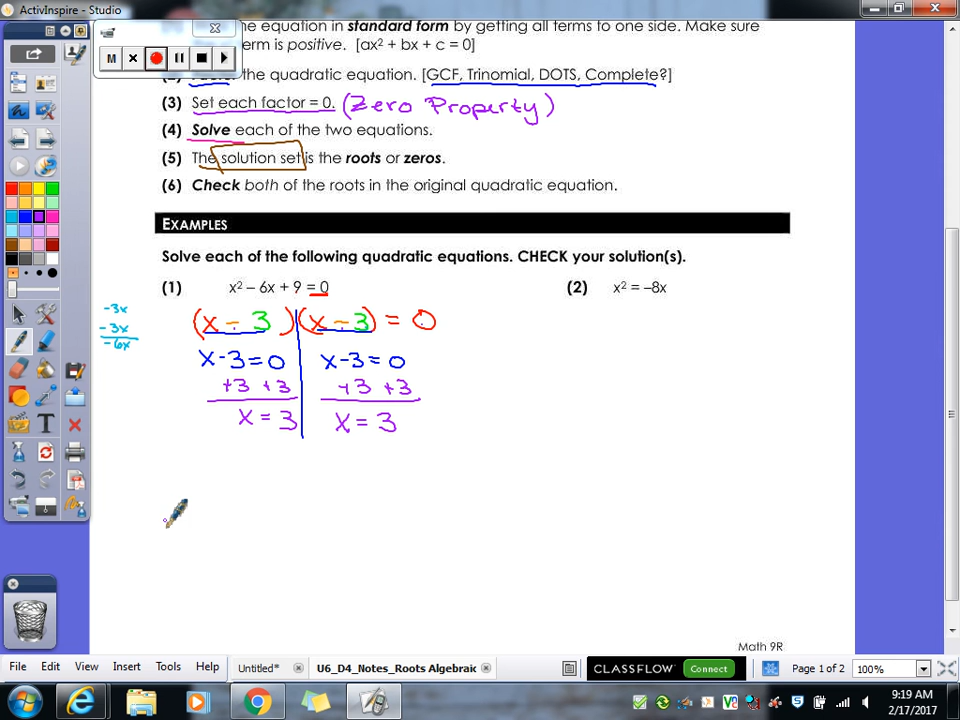 ActivInspire - Studio
e equation in standard form by getting all terms to one side. Make sure
erm is positive. [ax² + bx + c = 0]
M
the quadratic equation. [GCF, Trinomial, DOTS, Complete?]
(3) Set each factor = 0. (Zero Property)
(4) Solve each of the two equations.
(5) The solution set is the roots or zeros.
(6) Check both of the roots in the original quadratic equation.
EXAMPLES
Solve each of the following quadratic equations. CHECK your solution(s).
(1) x² – 6x + 9 = 0 (2) x² = –8x
-3x
-3x
-6x
(x - 3)(x - 3) = 0
x-3=0 x-3=0
+3 +3 +3 +3
x = 3 x = 3
Math 9R
File Edit View Insert Tools Help Untitled* U6_D4_Notes_Roots Algebraic CLASSFLOW Connect Page 1 of 2 100%
9:19 AM
2/17/2017